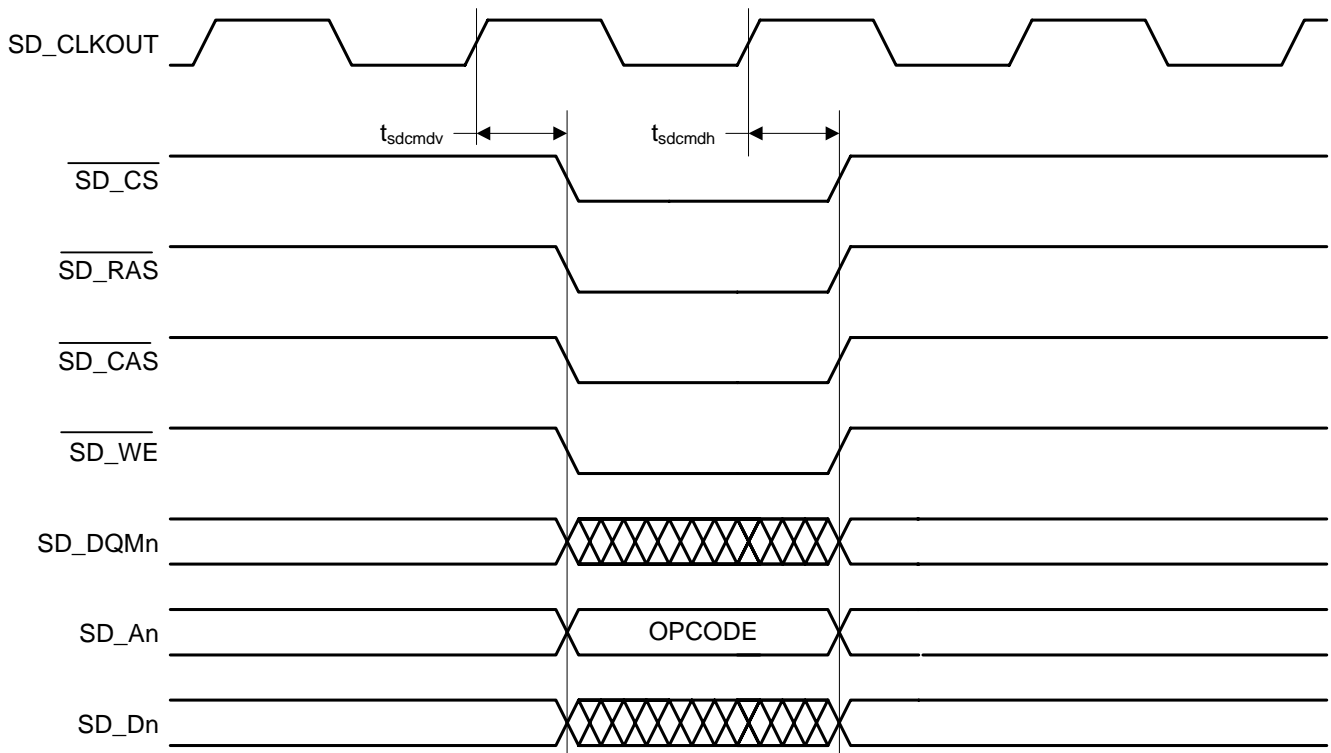 SD_CLKOUT
tsdcmdv
tsdcmdh
SD_CS
SD_RAS
SD_CAS
SD_WE
SD_DQMn
SD_An
OPCODE
SD_Dn